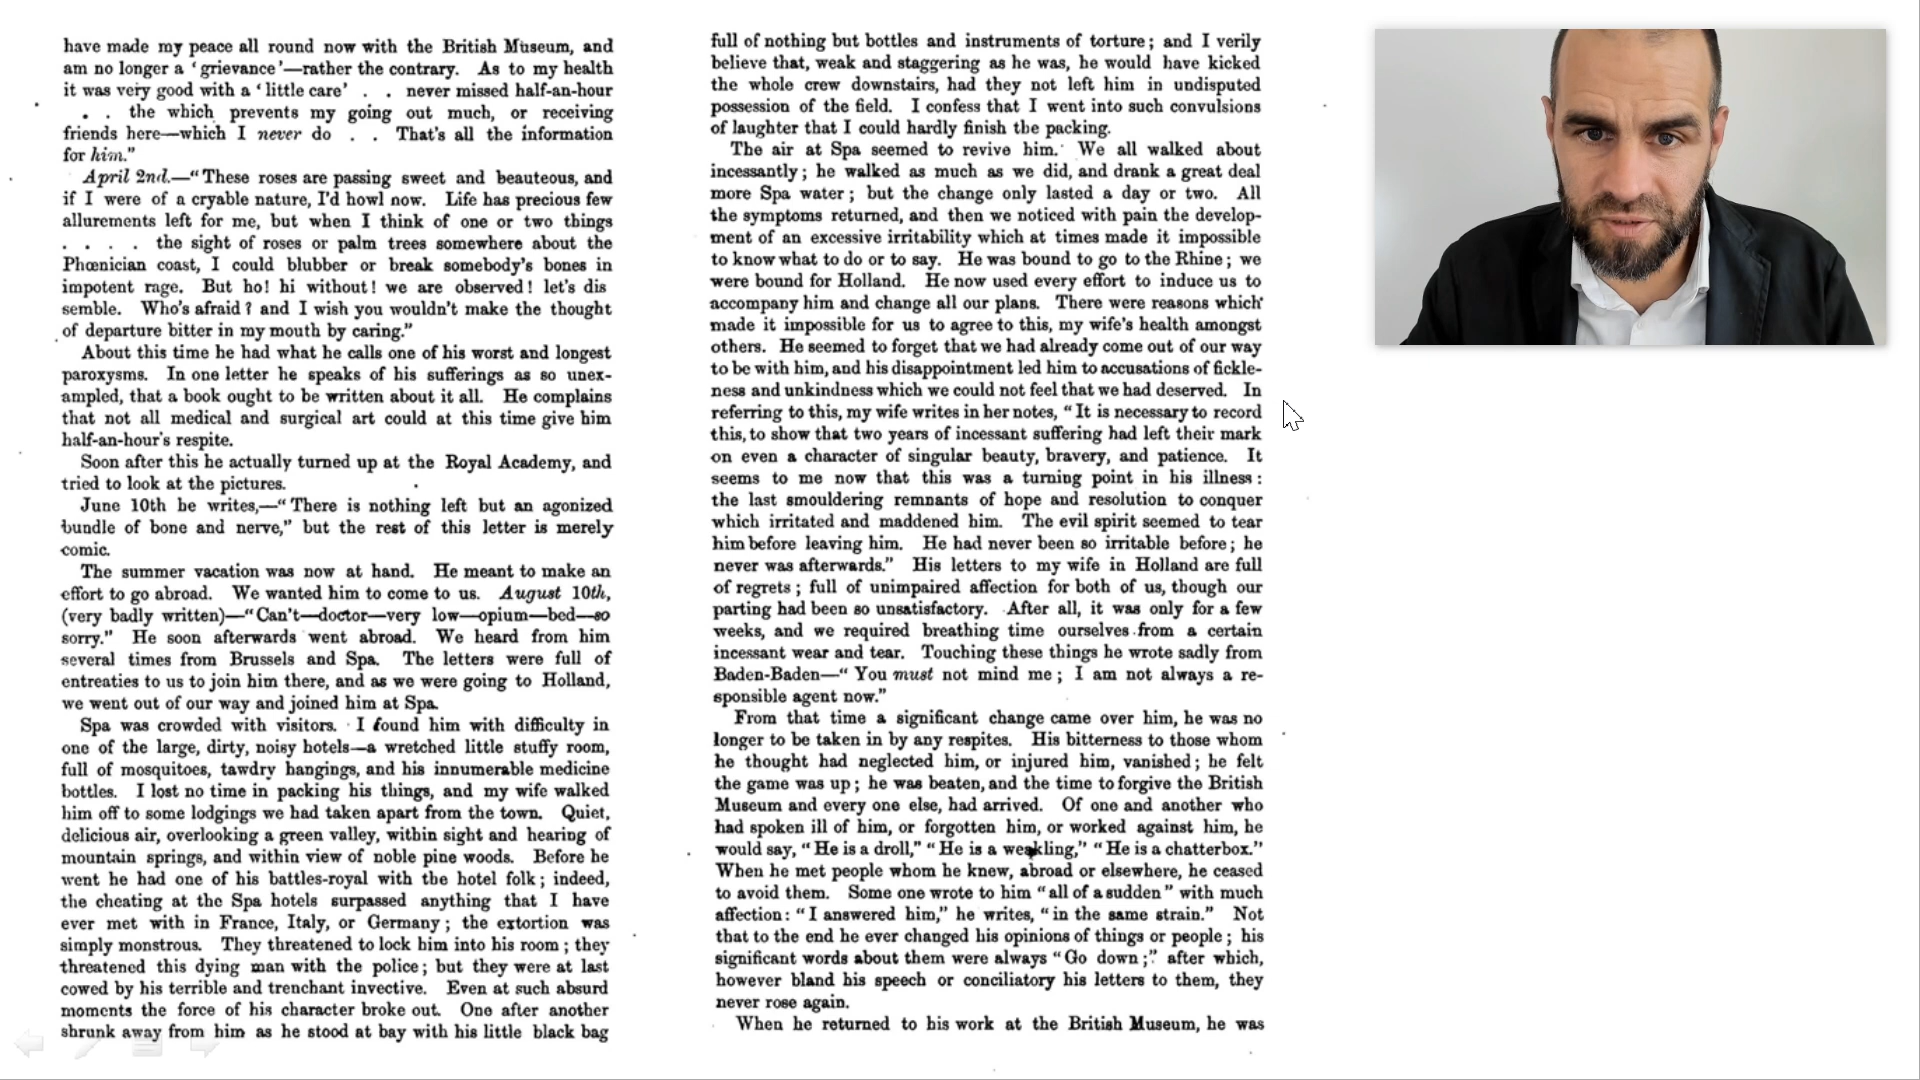 have made my peace all round now with the British Museum, and
am no longer a ‘grievance’—rather the contrary. As to my health
it was very good with a ‘little care’ . . never missed half-an-hour
. . the which prevents my going out much, or receiving
friends here—which I never do . . That’s all the information
for him.”
April 2nd.—“These roses are passing sweet and beauteous, and
if I were of a cryable nature, I’d howl now. Life has precious few
allurements left for me, but when I think of one or two things
. . . . the sight of roses or palm trees somewhere about the
Phœnician coast, I could blubber or break somebody’s bones in
impotent rage. But ho! hi without! we are observed! let’s dis
semble. Who’s afraid? and I wish you wouldn’t make the thought
of departure bitter in my mouth by caring.”
About this time he had what he calls one of his worst and longest
paroxysms. In one letter he speaks of his sufferings as so unex-
ampled, that a book ought to be written about it all. He complains
that not all medical and surgical art could at this time give him
half-an-hour’s respite.
Soon after this he actually turned up at the Royal Academy, and
tried to look at the pictures.
June 10th he writes,—“There is nothing left but an agonized
bundle of bone and nerve,” but the rest of this letter is merely
comic.
The summer vacation was now at hand. He meant to make an
effort to go abroad. We wanted him to come to us. August 10th,
(very badly written)—“Can’t—doctor—very low—opium—bed—so
sorry.” He soon afterwards went abroad. We heard from him
several times from Brussels and Spa. The letters were full of
entreaties to us to join him there, and as we were going to Holland,
we went out of our way and joined him at Spa.
Spa was crowded with visitors. I found him with difficulty in
one of the large, dirty, noisy hotels—a wretched little stuffy room,
full of mosquitoes, tawdry hangings, and his innumerable medicine
bottles. I lost no time in packing his things, and my wife walked
him off to some lodgings we had taken apart from the town. Quiet,
delicious air, overlooking a green valley, within sight and hearing of
mountain springs, and within view of noble pine woods. Before he
went he had one of his battles-royal with the hotel folk; indeed,
the cheating at the Spa hotels surpassed anything that I have
ever met with in France, Italy, or Germany; the extortion was
simply monstrous. They threatened to lock him into his room; they
threatened this dying man with the police; but they were at last
cowed by his terrible and trenchant invective. Even at such absurd
moments the force of his character broke out. One after another
shrunk away from him as he stood at bay with his little black bag
full of nothing but bottles and instruments of torture; and I verily
believe that, weak and staggering as he was, he would have kicked
the whole crew downstairs, had they not left him in undisputed
possession of the field. I confess that I went into such convulsions
of laughter that I could hardly finish the packing.
The air at Spa seemed to revive him. We all walked about
incessantly; he walked as much as we did, and drank a great deal
more Spa water; but the change only lasted a day or two. All
the symptoms returned, and then we noticed with pain the develop-
ment of an excessive irritability which at times made it impossible
to know what to do or to say. He was bound to go to the Rhine; we
were bound for Holland. He now used every effort to induce us to
accompany him and change all our plans. There were reasons which
made it impossible for us to agree to this, my wife’s health amongst
others. He seemed to forget that we had already come out of our way
to be with him, and his disappointment led him to accusations of fickle-
ness and unkindness which we could not feel that we had deserved. In
referring to this, my wife writes in her notes, “It is necessary to record
this, to show that two years of incessant suffering had left their mark
on even a character of singular beauty, bravery, and patience. It
seems to me now that this was a turning point in his illness:
the last smouldering remnants of hope and resolution to conquer
which irritated and maddened him. The evil spirit seemed to tear
him before leaving him. He had never been so irritable before; he
never was afterwards.” His letters to my wife in Holland are full
of regrets; full of unimpaired affection for both of us, though our
parting had been so unsatisfactory. After all, it was only for a few
weeks, and we required breathing time ourselves from a certain
incessant wear and tear. Touching these things he wrote sadly from
Baden-Baden—“You must not mind me; I am not always a re-
sponsible agent now.”
From that time a significant change came over him, he was no
longer to be taken in by any respites. His bitterness to those whom
he thought had neglected him, or injured him, vanished; he felt
the game was up; he was beaten, and the time to forgive the British
Museum and every one else, had arrived. Of one and another who
had spoken ill of him, or forgotten him, or worked against him, he
would say, “He is a droll,” “He is a weakling,” “He is a chatterbox.”
When he met people whom he knew, abroad or elsewhere, he ceased
to avoid them. Some one wrote to him “all of a sudden” with much
affection: “I answered him,” he writes, “in the same strain.” Not
that to the end he ever changed his opinions of things or people; his
significant words about them were always “Go down;” after which,
however bland his speech or conciliatory his letters to them, they
never rose again.
When he returned to his work at the British Museum, he was